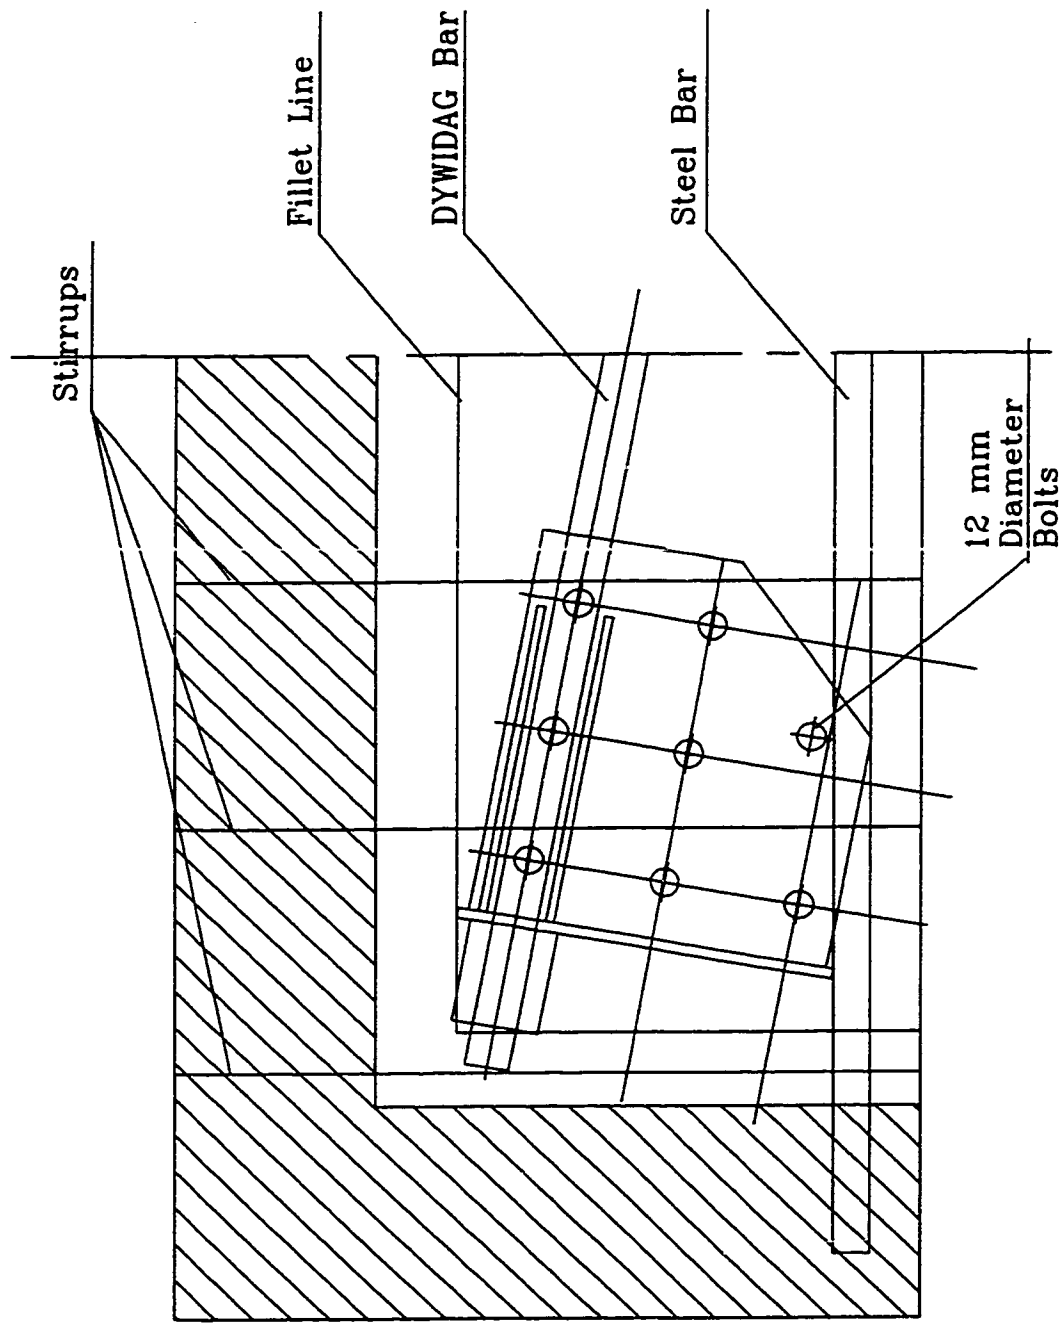 Stirrups
Fillet Line
DYWIDAG Bar
Steel Bar
12 mm
Diameter
Bolts